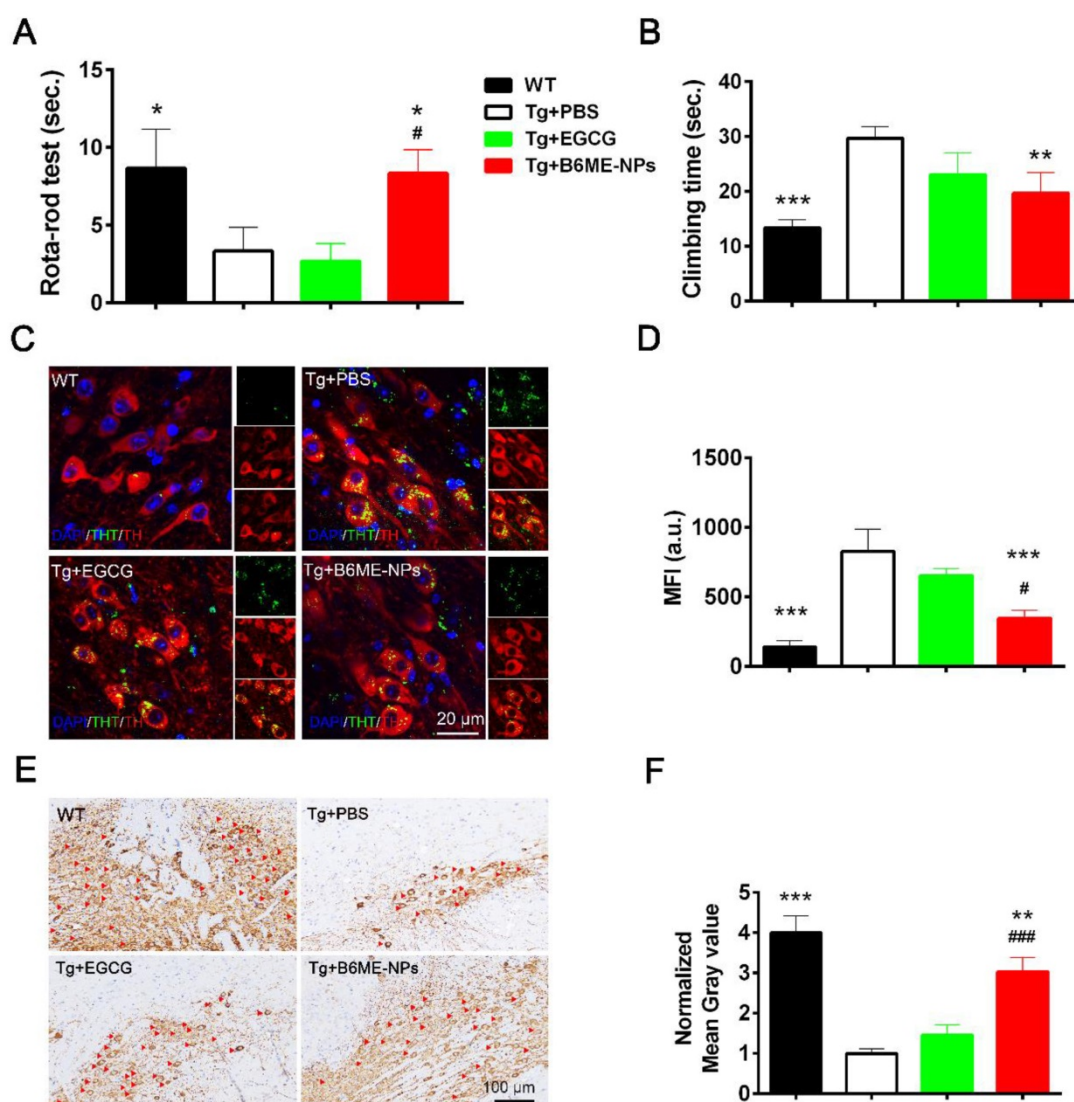 A
Rota-rod test (sec.)
15
10
5
0
*
*
#
WT
Tg+PBS
Tg+EGCG
Tg+B6ME-NPs
B
Climbing time (sec.)
40
30
20
10
0
***
**
C
WT
DAPI/THT/TH
Tg+PBS
DAPI/THT/TH
Tg+EGCG
DAPI/THT/TH
Tg+B6ME-NPs
DAPI/THT/TH
20 µm
D
MFI (a.u.)
1500
1000
500
0
***
***
#
E
WT
Tg+PBS
Tg+EGCG
Tg+B6ME-NPs
100 µm
F
Normalized
Mean Gray value
5
4
3
2
1
0
***
**
###